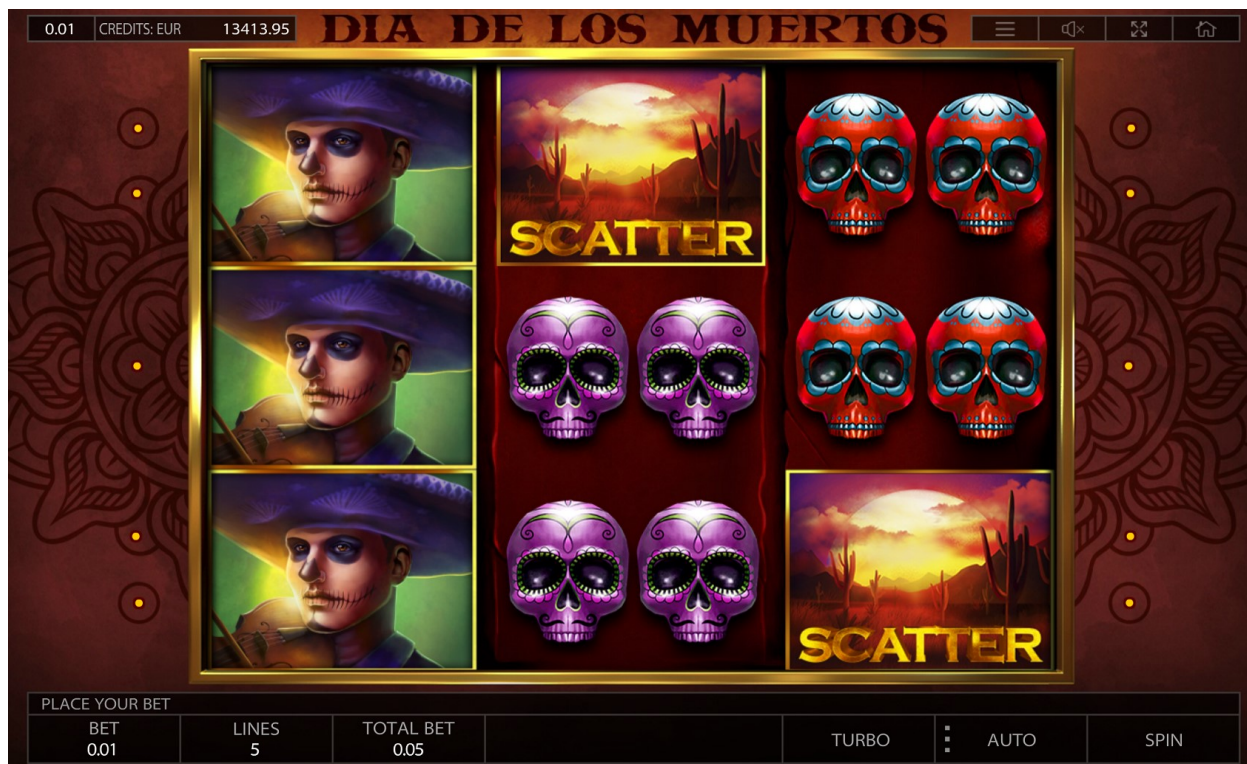 0.01 CREDITS: EUR 13413.95
DIA DE LOS MUERTOS
SCATTER
SCATTER
PLACE YOUR BET
BET LINES TOTAL BET
0.01 5 0.05
TURBO AUTO SPIN